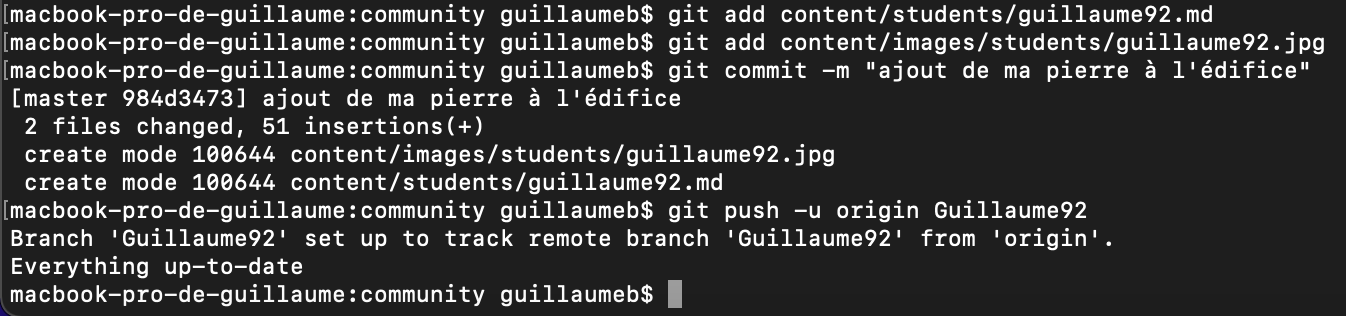 [macbook-pro-de-guillaume:community guillaumeb$ git add content/students/guillaume92.md
[macbook-pro-de-guillaume:community guillaumeb$ git add content/images/students/guillaume92.jpg
[macbook-pro-de-guillaume:community guillaumeb$ git commit -m "ajout de ma pierre à l'édifice"
[master 984d3473] ajout de ma pierre à l'édifice
 2 files changed, 51 insertions(+)
 create mode 100644 content/images/students/guillaume92.jpg
 create mode 100644 content/students/guillaume92.md
[macbook-pro-de-guillaume:community guillaumeb$ git push -u origin Guillaume92
Branch 'Guillaume92' set up to track remote branch 'Guillaume92' from 'origin'.
Everything up-to-date
macbook-pro-de-guillaume:community guillaumeb$